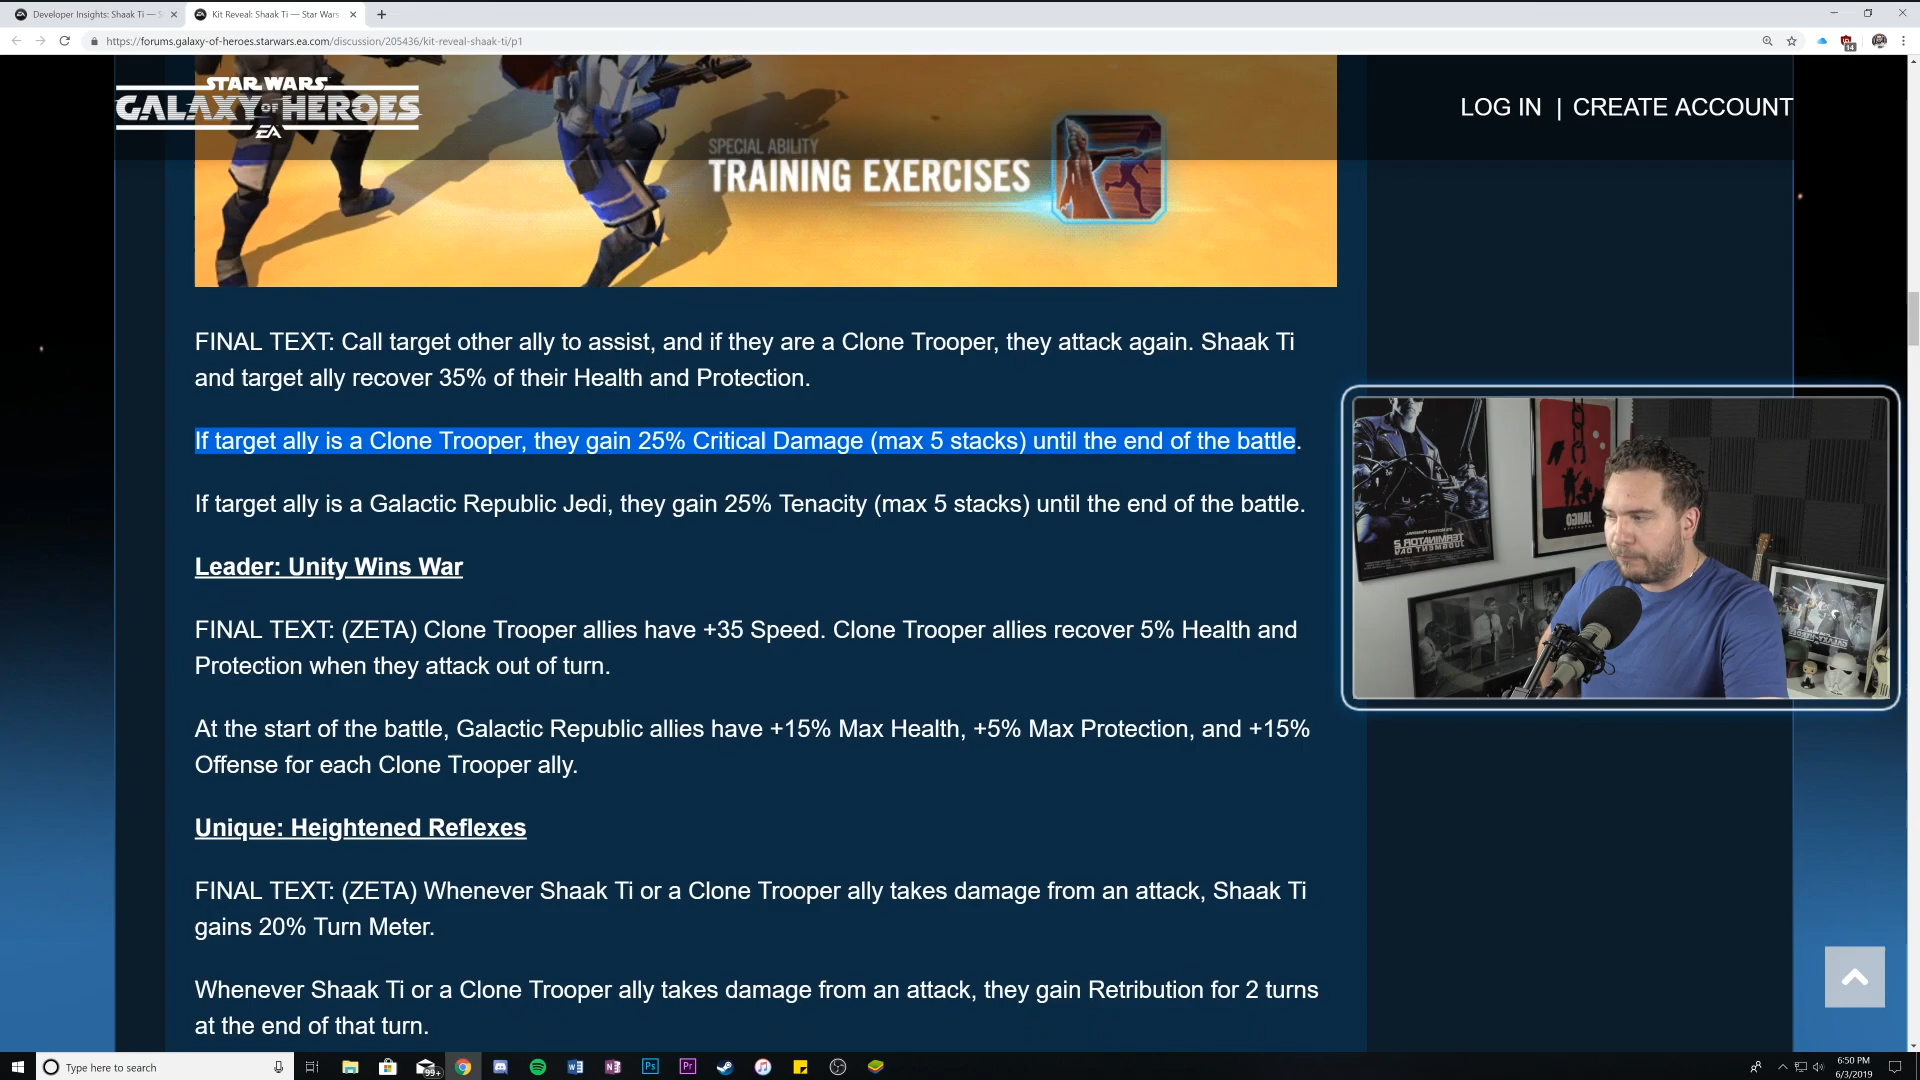 Developer Insights: Shaak Ti — S
Kit Reveal: Shaak Ti — Star Wars
https://forums.galaxy-of-heroes.starwars.ea.com/discussion/205436/kit-reveal-shaak-ti/p1
14
STAR WARS
GALAXY OF HEROES
EA
LOG IN | CREATE ACCOUNT
SPECIAL ABILITY
TRAINING EXERCISES
FINAL TEXT: Call target other ally to assist, and if they are a Clone Trooper, they attack again. Shaak Ti
and target ally recover 35% of their Health and Protection.
If target ally is a Clone Trooper, they gain 25% Critical Damage (max 5 stacks) until the end of the battle.
If target ally is a Galactic Republic Jedi, they gain 25% Tenacity (max 5 stacks) until the end of the battle.
Leader: Unity Wins War
FINAL TEXT: (ZETA) Clone Trooper allies have +35 Speed. Clone Trooper allies recover 5% Health and
Protection when they attack out of turn.
At the start of the battle, Galactic Republic allies have +15% Max Health, +5% Max Protection, and +15%
Offense for each Clone Trooper ally.
Unique: Heightened Reflexes
FINAL TEXT: (ZETA) Whenever Shaak Ti or a Clone Trooper ally takes damage from an attack, Shaak Ti
gains 20% Turn Meter.
Whenever Shaak Ti or a Clone Trooper ally takes damage from an attack, they gain Retribution for 2 turns
at the end of that turn.
DJANGO
TERMINATOR 2
JUDGMENT DAY
Type here to search
99+
Ps
Pr
6:50 PM
6/3/2019